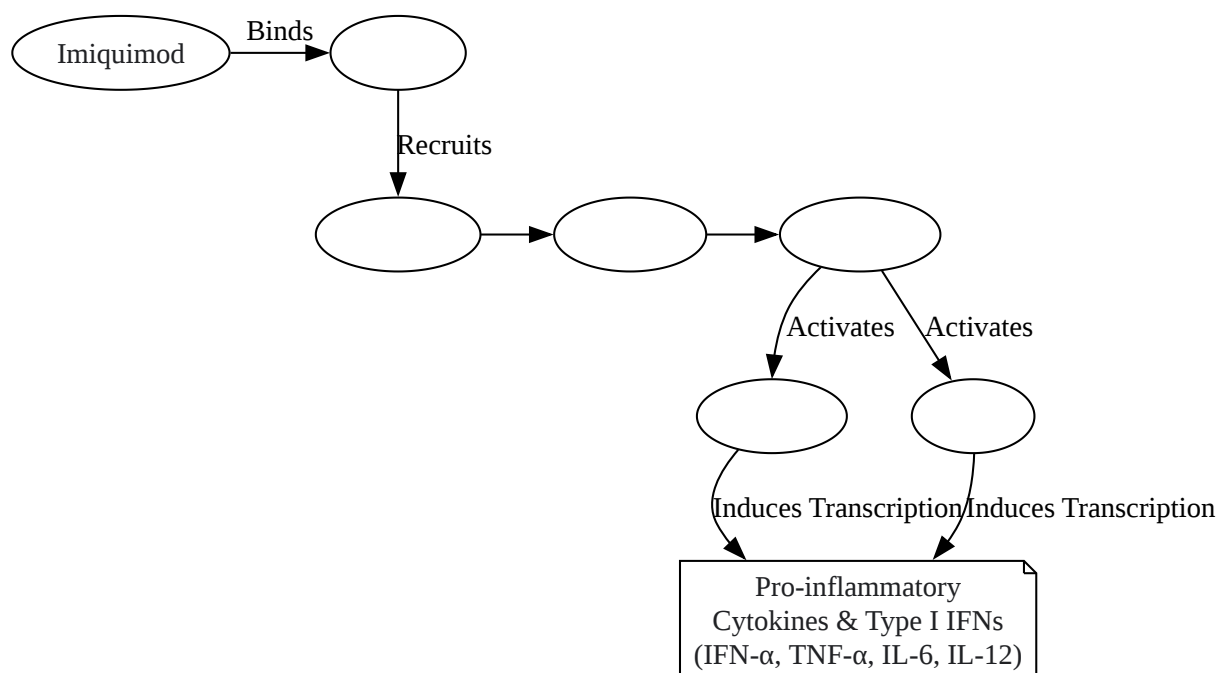 Imiquimod
Binds
Recruits
Activates
Activates
Induces Transcription
Induces Transcription
Pro-inflammatory
Cytokines & Type I IFNs
(IFN-α, TNF-α, IL-6, IL-12)